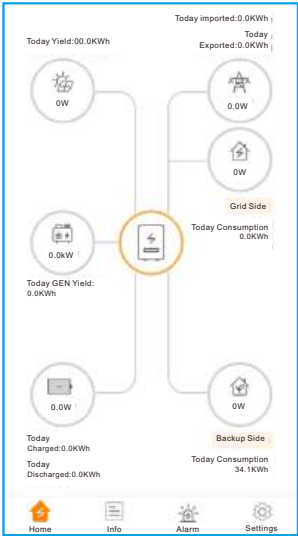 Today imported:0.0KWh
Today
Exported:0.0KWh
Today Yield:00.0KWh
0W
0.0W
0W
Grid Side
Today Consumption
0.0KWh
0.0kW
Today GEN Yield:
0.0KWh
0.0W
0W
Today
Charged:0.0KWh
Today
Discharged:0.0KWh
Backup Side
Today Consumption
34.1KWh
Home
Info
Alarm
Settings